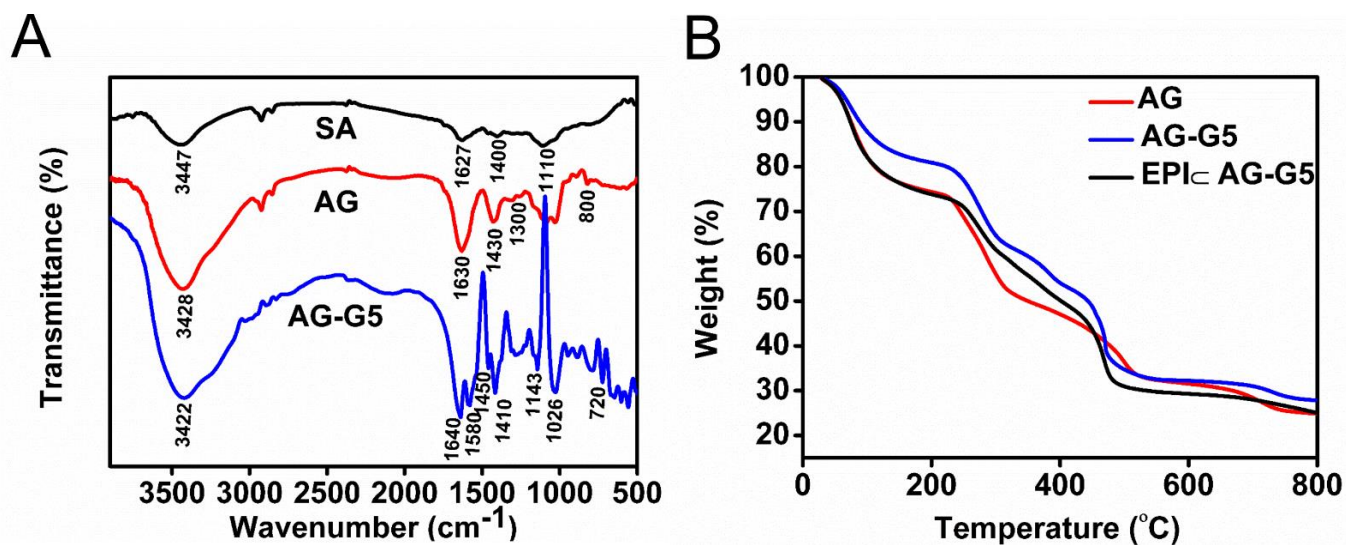 A
SA
3447
1627
1400
1110
AG
3428
1630
1430
1300
800
AG-G5
3422
1640
1580
1450
1410
1143
1026
720
Transmittance (%)
3500 3000 2500 2000 1500 1000 500
Wavenumber (cm⁻¹)
B
AG
AG-G5
EPI⊂ AG-G5
Weight (%)
100
90
80
70
60
50
40
30
20
0 200 400 600 800
Temperature (°C)